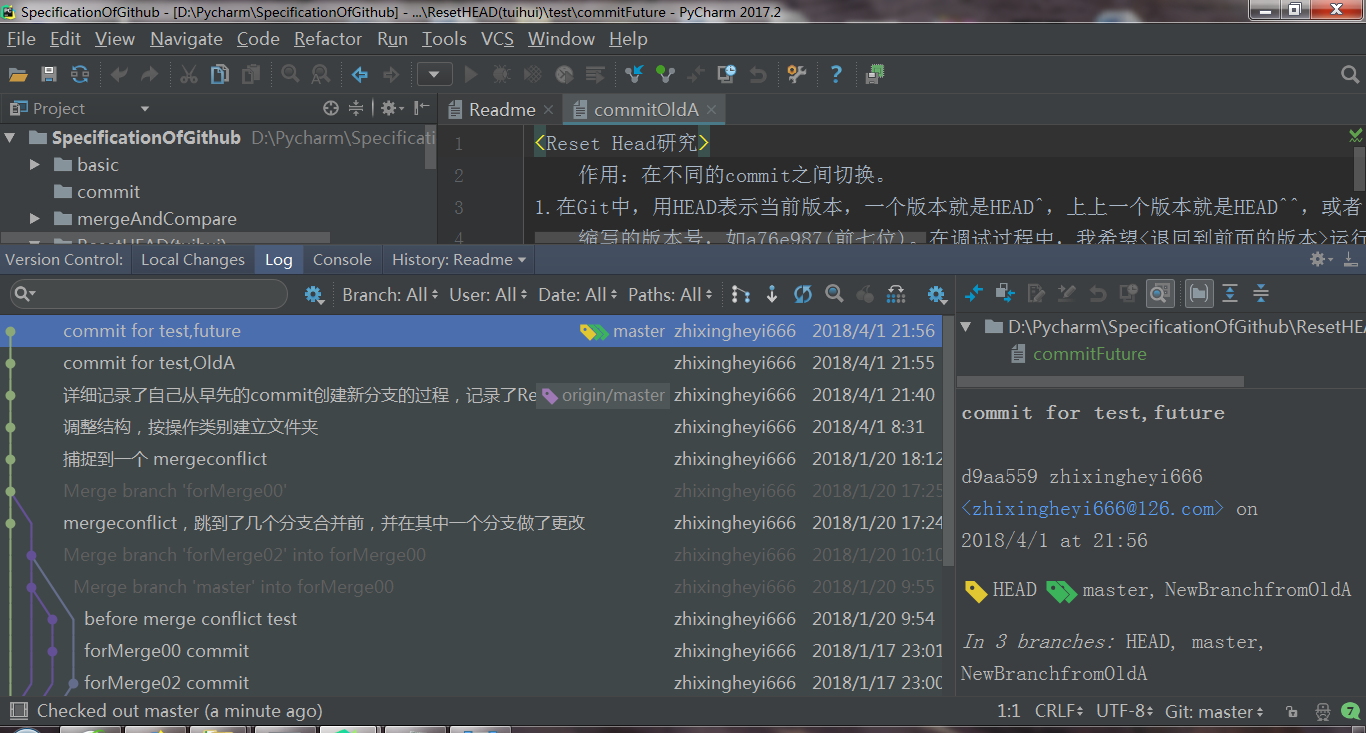 SpecificationOfGithub - [D:\Pycharm\SpecificationOfGithub] - ...\ResetHEAD(tuihui)\test\commitFuture - PyCharm 2017.2
File Edit View Navigate Code Refactor Run Tools VCS Window Help
Project
Readme
commitOldA
SpecificationOfGithub D:\Pycharm\Specificati
basic
commit
mergeAndCompare
ResetHEAD(tuihui)
1 <Reset Head研究>
2 作用：在不同的commit之间切换。
3 1.在Git中，用HEAD表示当前版本，一个版本就是HEAD^，上上一个版本就是HEAD^^，或者
4 缩写的版本号，如a76e987(前七位)。在调试过程中，我希望<退回到前面的版本>运行
Version Control: Local Changes Log Console History: Readme
Branch: All User: All Date: All Paths: All
commit for test,future master zhixingheyi666 2018/4/1 21:56
commit for test,OldA zhixingheyi666 2018/4/1 21:55
详细记录了自己从早先的commit创建新分支的过程，记录了Re origin/master zhixingheyi666 2018/4/1 21:40
调整结构，按操作类别建立文件夹 zhixingheyi666 2018/4/1 8:31
捕捉到一个 mergeconflict zhixingheyi666 2018/1/20 18:12
Merge branch 'forMerge00' zhixingheyi666 2018/1/20 17:25
mergeconflict，跳到了几个分支合并前，并在其中一个分支做了更改 zhixingheyi666 2018/1/20 17:24
Merge branch 'forMerge02' into forMerge00 zhixingheyi666 2018/1/20 10:10
Merge branch 'master' into forMerge00 zhixingheyi666 2018/1/20 9:55
before merge conflict test zhixingheyi666 2018/1/20 9:54
forMerge00 commit zhixingheyi666 2018/1/17 23:01
forMerge02 commit zhixingheyi666 2018/1/17 23:00
D:\Pycharm\SpecificationOfGithub\ResetHEA
commitFuture
commit for test,future
d9aa559 zhixingheyi666
<zhixingheyi666@126.com> on
2018/4/1 at 21:56
HEAD master, NewBranchfromOldA
In 3 branches: HEAD, master,
NewBranchfromOldA
Checked out master (a minute ago) 1:1 CRLF UTF-8 Git: master 7